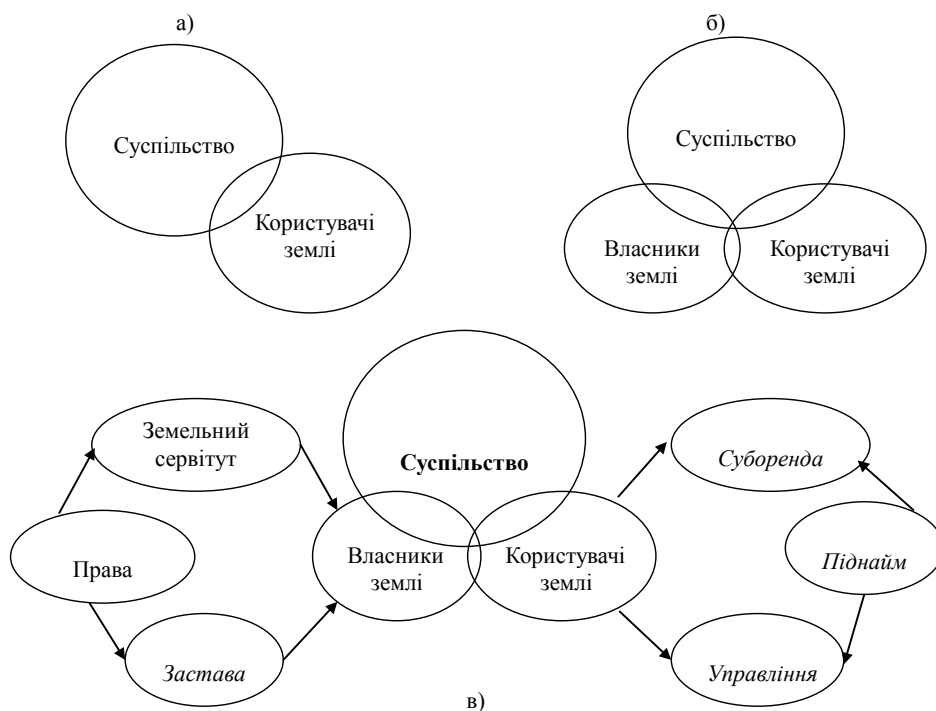 а)
Суспільство
Користувачі
землі
б)
Суспільство
Власники
землі
Користувачі
землі
Земельний
сервітут
Права
Застава
Суспільство
Власники
землі
Користувачі
землі
Суборенда
Піднайм
Управління
в)